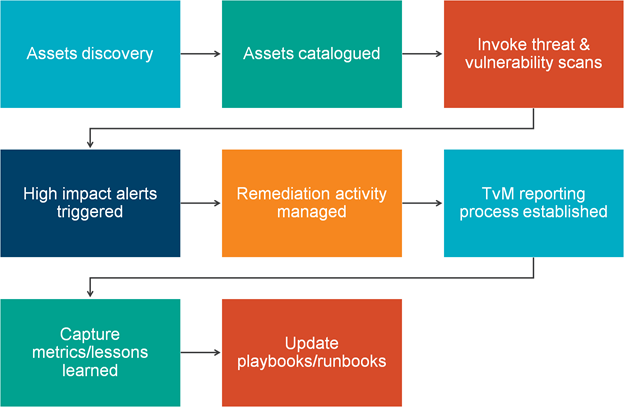 Assets discovery
Assets catalogued
Invoke threat &
vulnerability scans
High impact alerts
triggered
Remediation activity
managed
TvM reporting
process established
Capture
metrics/lessons
learned
Update
playbooks/runbooks